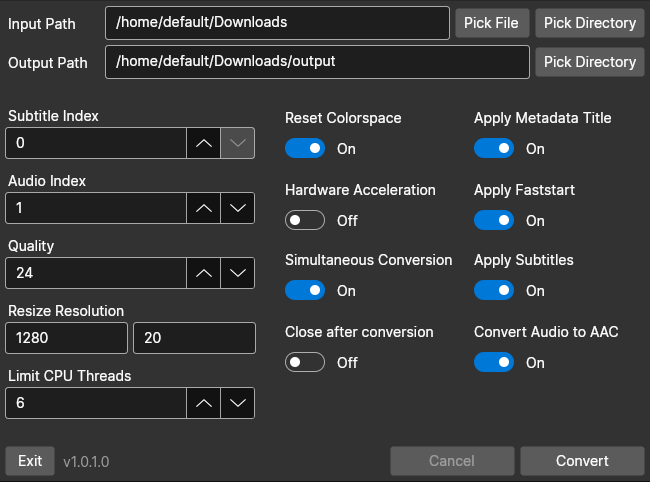 Input Path /home/default/Downloads Pick File Pick Directory
Output Path /home/default/Downloads/output Pick Directory
Subtitle Index
0
Audio Index
1
Quality
24
Resize Resolution
1280 20
Limit CPU Threads
6
Reset Colorspace
On
Hardware Acceleration
Off
Simultaneous Conversion
On
Close after conversion
Off
Apply Metadata Title
On
Apply Faststart
On
Apply Subtitles
On
Convert Audio to AAC
On
Exit v1.0.1.0 Cancel Convert